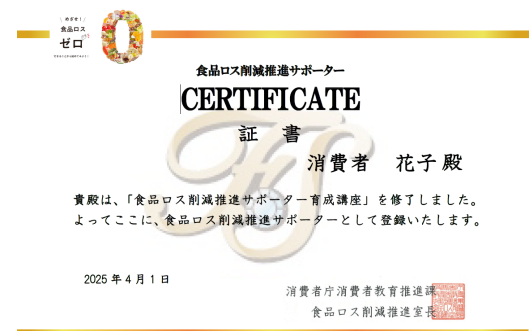 めざせ!
食品ロス
ゼロ
食品ロス削減推進サポーター
CERTIFICATE
証 書
消費者 花子 殿
貴殿は、「食品ロス削減推進サポーター育成講座」を修了しました。
よってここに、食品ロス削減推進サポーターとして登録いたします。
2025 年 4 月 1 日
消費者庁消費者教育推進課
食品ロス削減推進室長